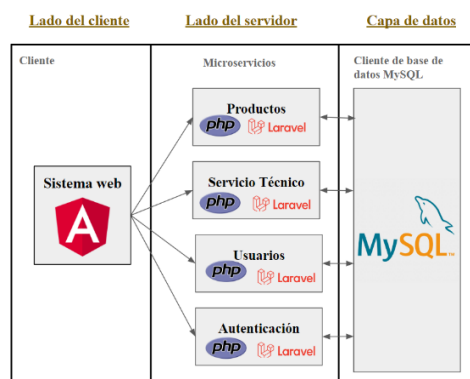 Lado del cliente
Lado del servidor
Capa de datos
Cliente
Microservicios
Cliente de base de
datos MySQL
Productos
php Laravel
Sistema web
A
Servicio Técnico
php Laravel
MySQL™
Usuarios
php Laravel
Autenticación
php Laravel